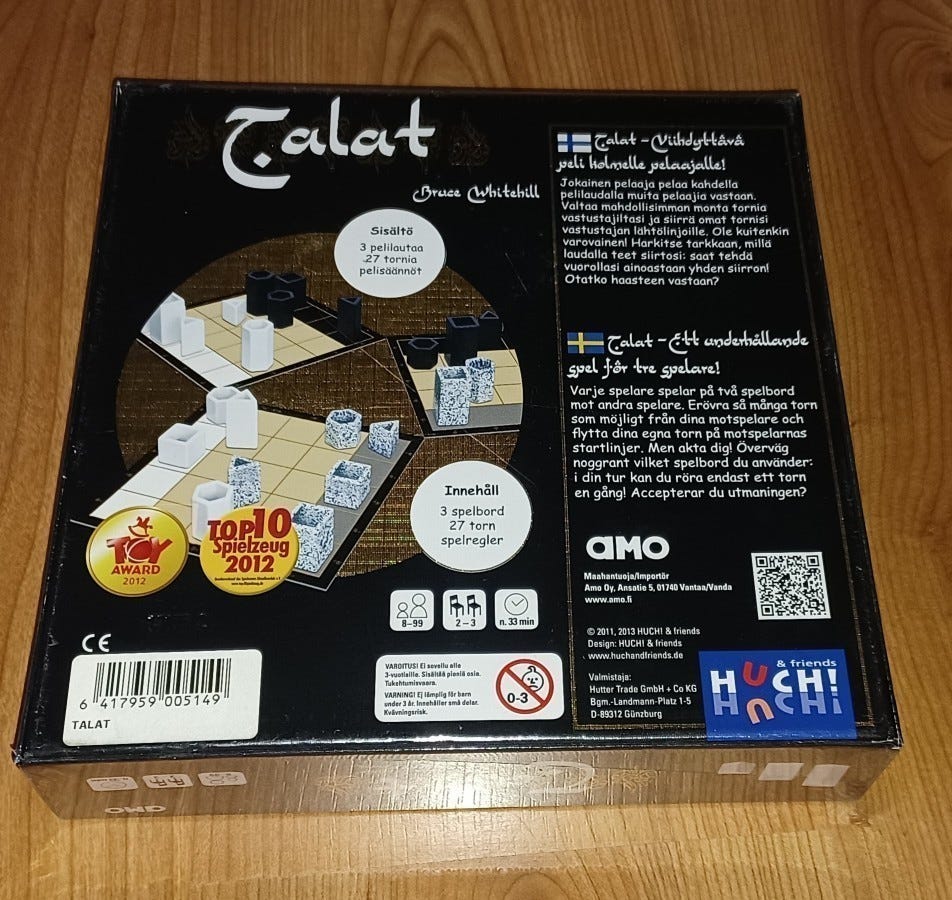 Talat
Bruce Whitehill
Sisältö
3 pelilautaa
27 tornia
pelisäännöt
Innehåll
3 spelbord
27 torn
spelregler
TOY
AWARD
2012
TOP10
Spielzeug
2012
8-99
2-3
n. 33 min
CE
6 417959 005149
TALAT
VAROITUS! Ei sovellu alle
3-vuotiaille. Sisältää pieniä osia.
Tukehtumisvaara.
VARNING! Ej lämplig för barn
under 3 år. Innehåller små delar.
Kvävningsrisk.
0-3
Talat - Viihdyttävä
peli kolmelle pelaajalle!
Jokainen pelaaja pelaa kahdella
pelilaudalla muita pelaajia vastaan.
Valtaa mahdollisimman monta tornia
vastustajiltasi ja siirrä omat tornisi
vastustajan lähtölinjoille. Ole kuitenkin
varovainen! Harkitse tarkkaan, millä
laudalla teet siirtosi: saat tehdä
vuorollasi ainoastaan yhden siirron!
Otatko haasteen vastaan?
Talat - Ett underhållande
spel för tre spelare!
Varje spelare spelar på två spelbord
mot andra spelare. Erövra så många torn
som möjligt från dina motspelare och
flytta dina egna torn på motspelarnas
startlinjer. Men akta dig! Överväg
noggrant vilket spelbord du använder:
i din tur kan du röra endast ett torn
en gång! Accepterar du utmaningen?
amo
Maahantuoja/Importör
Amo Oy, Ansatie 5, 01740 Vantaa/Vanda
www.amo.fi
© 2011, 2013 HUCH! & friends
Design: HUCH! & friends
www.huchandfriends.de
Valmistaja:
Hutter Trade GmbH + Co KG
Bgm.-Landmann-Platz 1-5
D-89312 Günzburg
& friends
HUCH!
amo